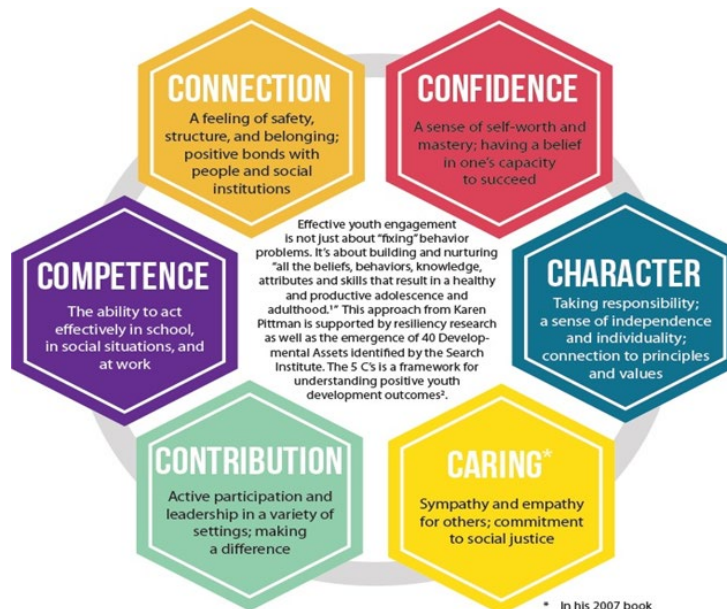 CONNECTION
A feeling of safety,
structure, and belonging;
positive bonds with
people and social
institutions
CONFIDENCE
A sense of self-worth and
mastery; having a belief
in one's capacity
to succeed
Effective youth engagement
is not just about "fixing" behavior
problems. It's about building and nurturing
"all the beliefs, behaviors, knowledge,
attributes and skills that result in a healthy
and productive adolescence and
adulthood.¹" This approach from Karen
Pittman is supported by resiliency research
as well as the emergence of 40 Develop-
mental Assets identified by the Search
Institute. The 5 C's is a framework for
understanding positive youth
development outcomes².
COMPETENCE
The ability to act
effectively in school,
in social situations, and
at work
CHARACTER
Taking responsibility;
a sense of independence
and individuality;
connection to principles
and values
CONTRIBUTION
Active participation and
leadership in a variety of
settings; making
a difference
CARING*
Sympathy and empathy
for others; commitment
to social justice
* In his 2007 book